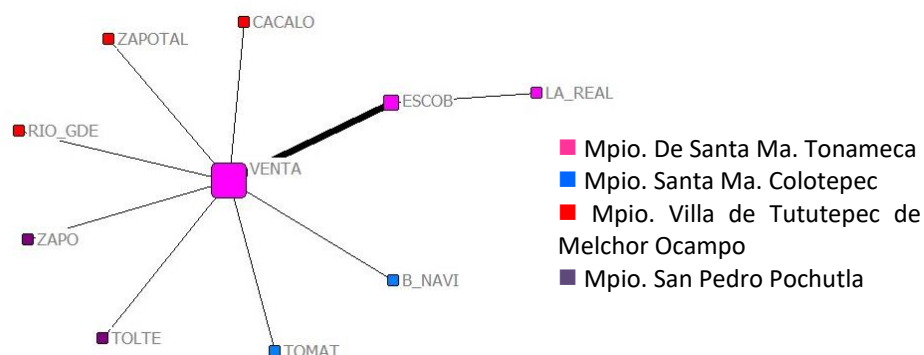 CACALO
ZAPOTAL
ESCOB
LA_REAL
RIO_GDE
VENTA
ZAPO
B_NAVI
TOLTE
TOMAT
Mpio. De Santa Ma. Tonameca
Mpio. Santa Ma. Colotepec
Mpio. Villa de Tututepec de
Melchor Ocampo
Mpio. San Pedro Pochutla